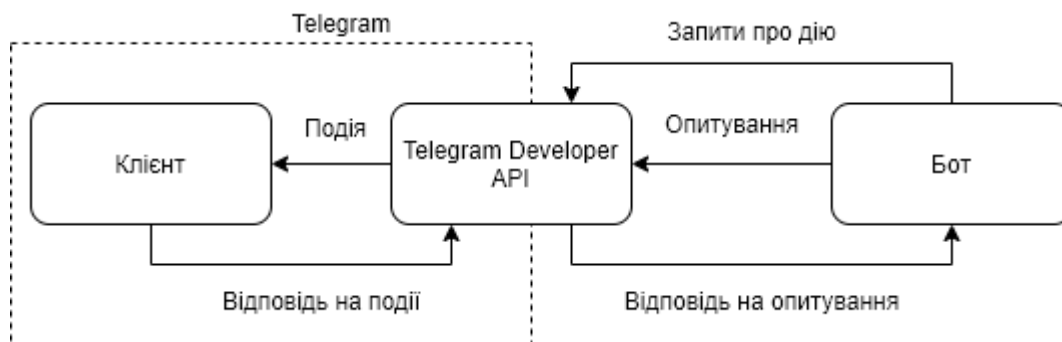 Telegram
Запити про дію
Подія
Опитування
Клієнт
Telegram Developer
API
Бот
Відповідь на події
Відповідь на опитування